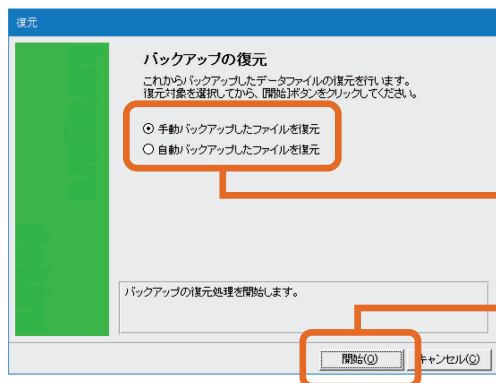 復元
バックアップの復元
これからバックアップしたデータファイルの復元を行います。
復元対象を選択してから、[開始]ボタンをクリックしてください。
手動バックアップしたファイルを復元
自動バックアップしたファイルを復元
バックアップの復元処理を開始します。
開始(O) キャンセル(C)